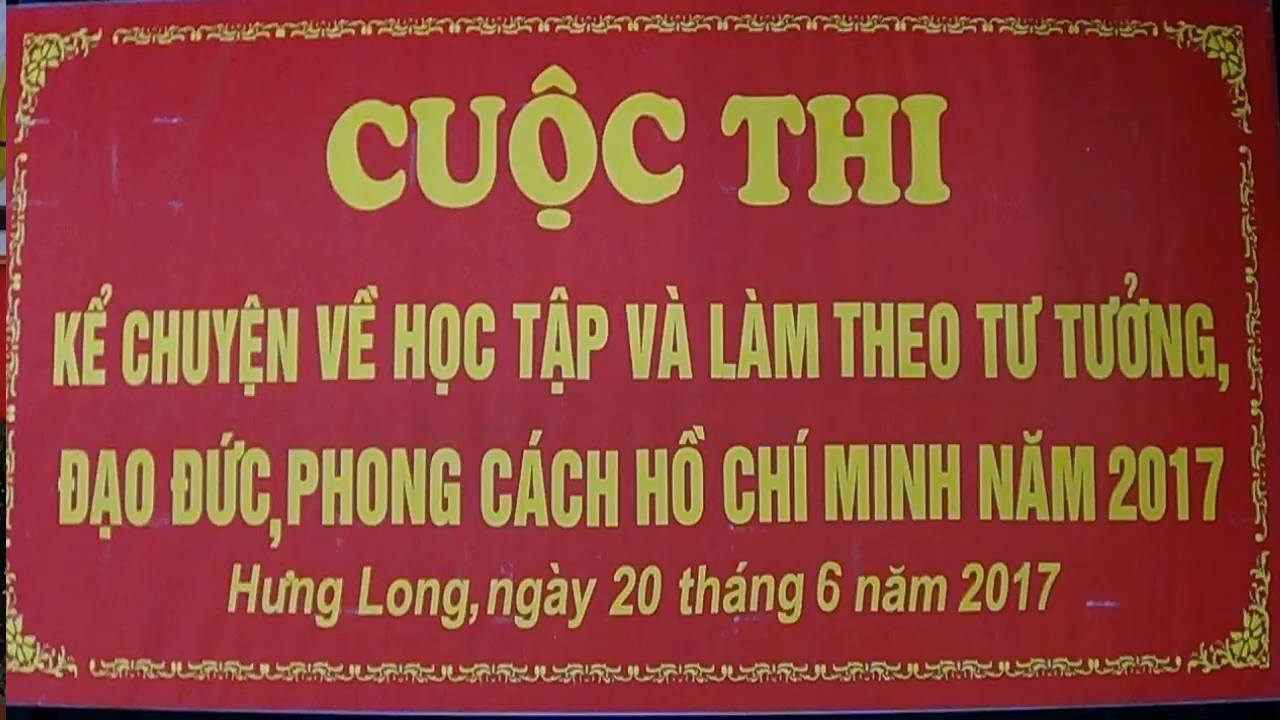 CUỘC THI
KỂ CHUYỆN VỀ HỌC TẬP VÀ LÀM THEO TƯ TƯỞNG,
ĐẠO ĐỨC,PHONG CÁCH HỒ CHÍ MINH NĂM 2017
Hưng Long, ngày 20 tháng 6 năm 2017